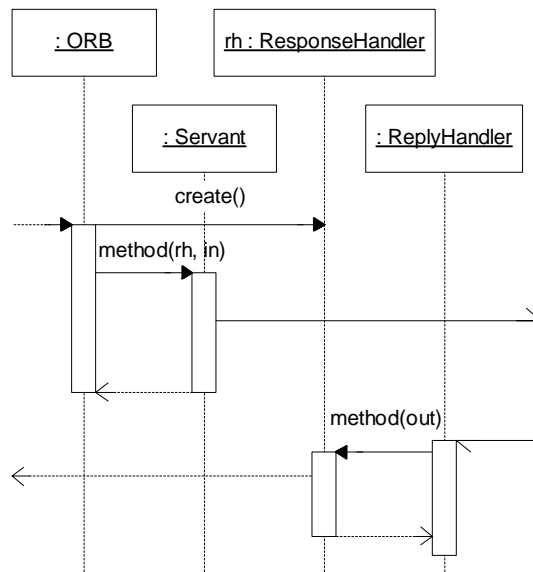 : ORB
rh : ResponseHandler
: Servant
: ReplyHandler
create()
method(rh, in)
method(out)